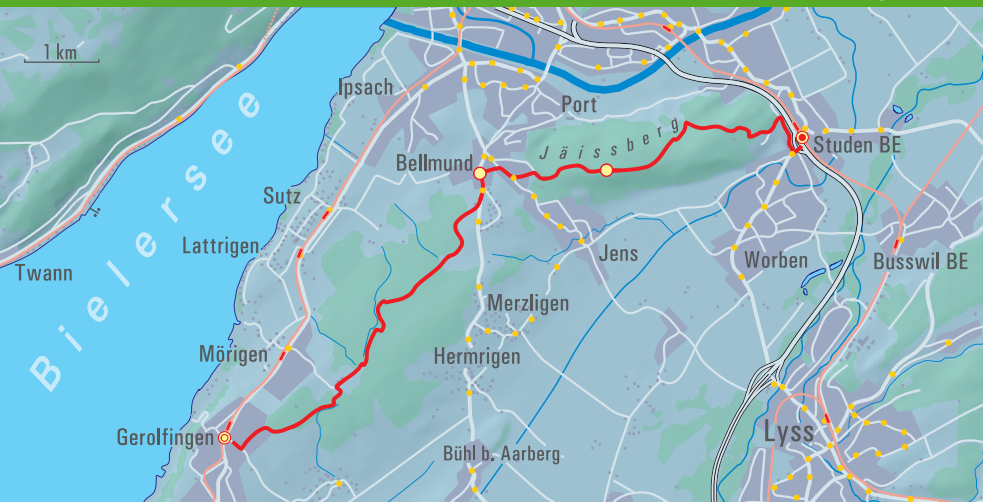 1 km
Ipsach
Port
Jäissberg
Studen BE
Bellmund
Bielersee
Sutz
Lattrigen
Twann
Jens
Worben
Busswil BE
Merzligen
Mörigen
Hermrigen
Gerolfingen
Lyss
Bühl b. Aarberg